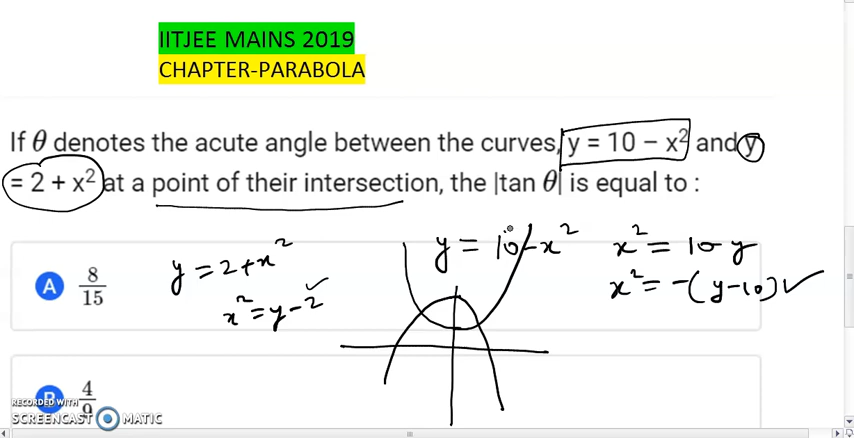 IITJEE MAINS 2019
CHAPTER-PARABOLA
If θ denotes the acute angle between the curves, y = 10 − x² and y
= 2 + x² at a point of their intersection, the |tan θ| is equal to :
y = 10 - x²
x² = 10 - y
y = 2 + x²
x² = -(y-10) ✓
A 8/15
x² = y - 2 ✓
B 4/9
RECORDED WITH
SCREENCAST MATIC